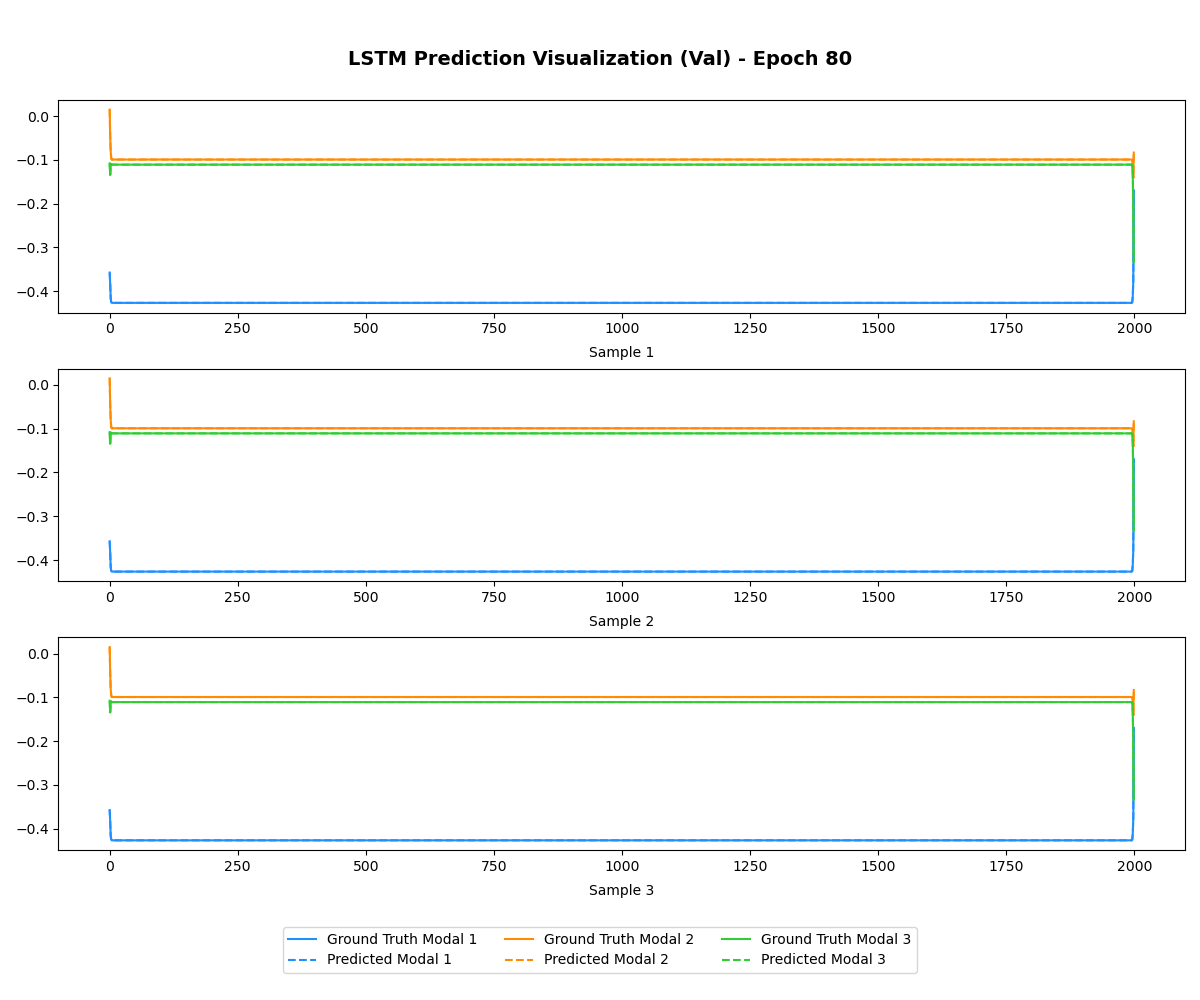 LSTM Prediction Visualization (Val) - Epoch 80
0.0
−0.1
−0.2
−0.3
−0.4
0 250 500 750 1000 1250 1500 1750 2000
Sample 1
0.0
−0.1
−0.2
−0.3
−0.4
0 250 500 750 1000 1250 1500 1750 2000
Sample 2
0.0
−0.1
−0.2
−0.3
−0.4
0 250 500 750 1000 1250 1500 1750 2000
Sample 3
Ground Truth Modal 1 Ground Truth Modal 2 Ground Truth Modal 3
Predicted Modal 1 Predicted Modal 2 Predicted Modal 3